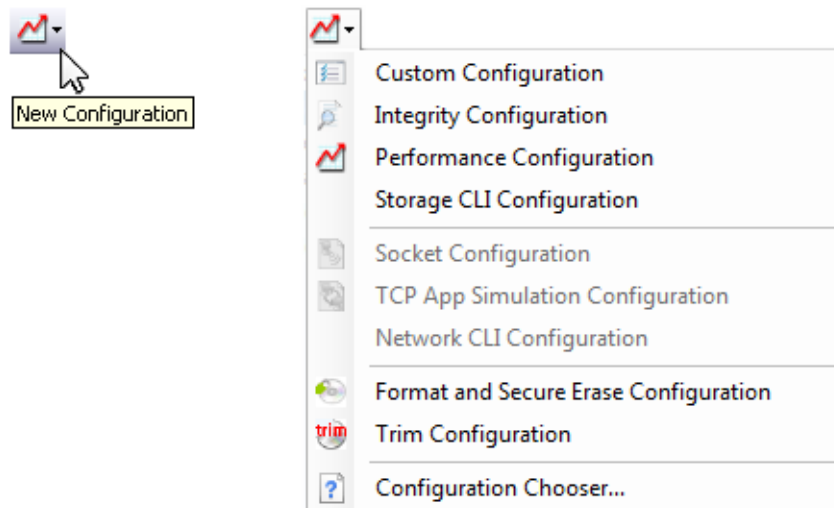 New Configuration
Custom Configuration
Integrity Configuration
Performance Configuration
Storage CLI Configuration
Socket Configuration
TCP App Simulation Configuration
Network CLI Configuration
Format and Secure Erase Configuration
trim Trim Configuration
Configuration Chooser...